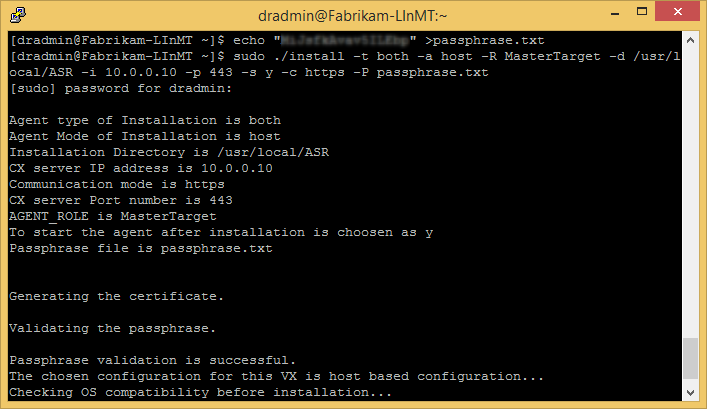 dradmin@Fabrikam-LInMT:~
[dradmin@Fabrikam-LInMT ~]$ echo "" >passphrase.txt
[dradmin@Fabrikam-LInMT ~]$ sudo ./install -t both -a host -R MasterTarget -d /usr/l
ocal/ASR -i 10.0.0.10 -p 443 -s y -c https -P passphrase.txt
[sudo] password for dradmin:
Agent type of Installation is both
Agent Mode of Installation is host
Installation Directory is /usr/local/ASR
CX server IP address is 10.0.0.10
Communication mode is https
CX server Port number is 443
AGENT_ROLE is MasterTarget
To start the agent after installation is choosen as y
Passphrase file is passphrase.txt
Generating the certificate.
Validating the passphrase.
Passphrase validation is successful.
The chosen configuration for this VX is host based configuration...
Checking OS compatibility before installation...